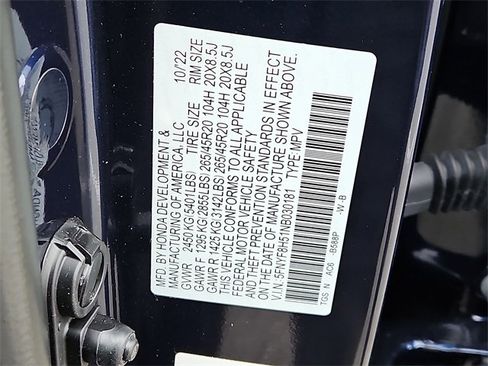 MFD. BY HONDA DEVELOPMENT & 10/22
MANUFACTURING OF AMERICA, LLC
GVWR 2450 KG(5401LBS) TIRE SIZE RIM SIZE
GAWR F 1295 KG(2855LBS) 265/45R20 104H 20X8.5J
GAWR R 1425 KG(3142LBS) 265/45R20 104H 20X8.5J
THIS VEHICLE CONFORMS TO ALL APPLICABLE
FEDERAL MOTOR VEHICLE SAFETY
AND THEFT PREVENTION STANDARDS IN EFFECT
ON THE DATE OF MANUFACTURE SHOWN ABOVE.
V.I.N: 5FNYF8H51NB030181 TYPE:MPV
TGS N AC6 -B588P -W-B